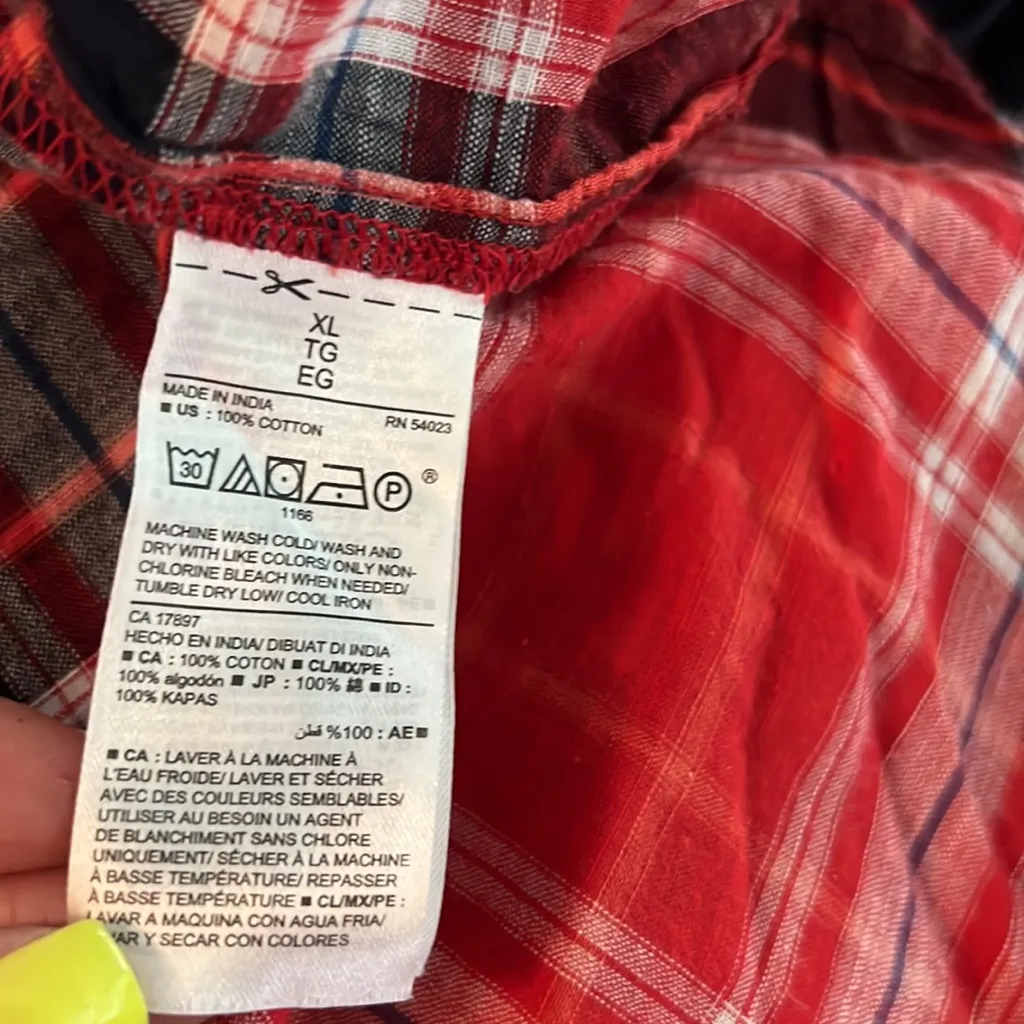 XL
TG
EG
MADE IN INDIA RN 54023
■ US : 100% COTTON
30 P ®
1166
MACHINE WASH COLD/ WASH AND
DRY WITH LIKE COLORS/ ONLY NON-
CHLORINE BLEACH WHEN NEEDED/
TUMBLE DRY LOW/ COOL IRON
CA 17897
HECHO EN INDIA/ DIBUAT DI INDIA
■ CA : 100% COTON ■ CL/MX/PE :
100% algodón ■ JP : 100% 綿 ■ ID :
100% KAPAS
■AE : 100% قطن
■ CA : LAVER À LA MACHINE À
L'EAU FROIDE/ LAVER ET SÉCHER
AVEC DES COULEURS SEMBLABLES/
UTILISER AU BESOIN UN AGENT
DE BLANCHIMENT SANS CHLORE
UNIQUEMENT/ SÉCHER À LA MACHINE
À BASSE TEMPÉRATURE/ REPASSER
À BASSE TEMPÉRATURE ■ CL/MX/PE :
LAVAR A MAQUINA CON AGUA FRIA/
Y SECAR CON COLORES